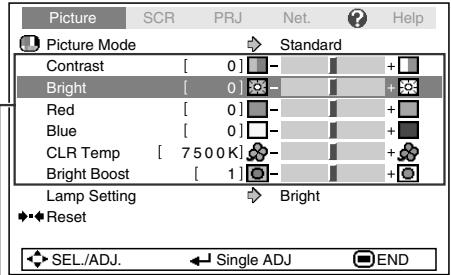 Picture SCR PRJ Net. ? Help
Picture Mode Standard
Contrast [ 0] - +
Bright [ 0] - +
Red [ 0] - +
Blue [ 0] - +
CLR Temp [ 7500K] - +
Bright Boost [ 1] - +
Lamp Setting Bright
Reset
SEL./ADJ. Single ADJ END